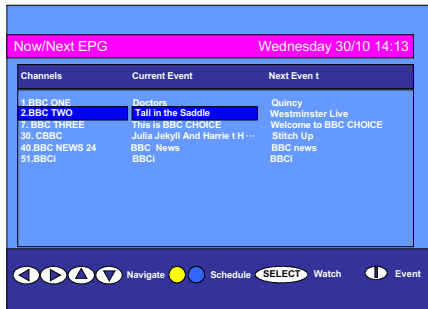 Now/Next EPG Wednesday 30/10 14:13
Channels Current Event Next Even t
1.BBC ONE Doctors Quincy
2.BBC TWO Tall in the Saddle Westminster Live
7. BBC THREE This is BBC CHOICE Welcome to BBC CHOICE
30. CBBC Julia Jekyll And Harrie t H ··· Stitch Up
40.BBC NEWS 24 BBC News BBC news
51.BBCi BBCi BBCi
Navigate Schedule SELECT Watch i Event